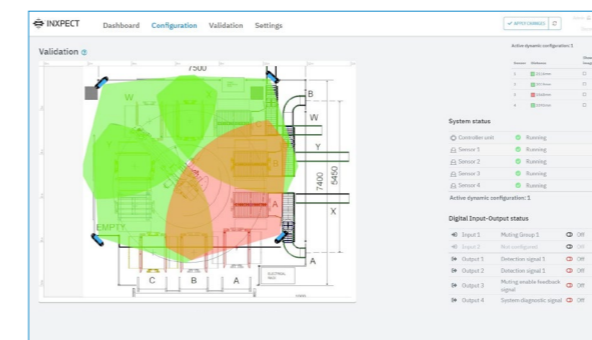 INXPECT
Dashboard
Configuration
Validation
Settings
APPLY CHANGES
Validation
Active dynamic configuration: 1
7500
B
W
W
Y
B
A
7400
5450
X
EMPTY
A
C
B
A
System status
Controller unit Running
Sensor 1 Running
Sensor 2 Running
Sensor 3 Running
Sensor 4 Running
Active dynamic configuration: 1
Digital Input-Output status
Input 1 Muting Group 1 Off
Input 2 Not configured Off
Output 1 Detection signal 1 Off
Output 2 Detection signal 1 Off
Output 3 Muting enable feedback signal Off
Output 4 System diagnostic signal Off